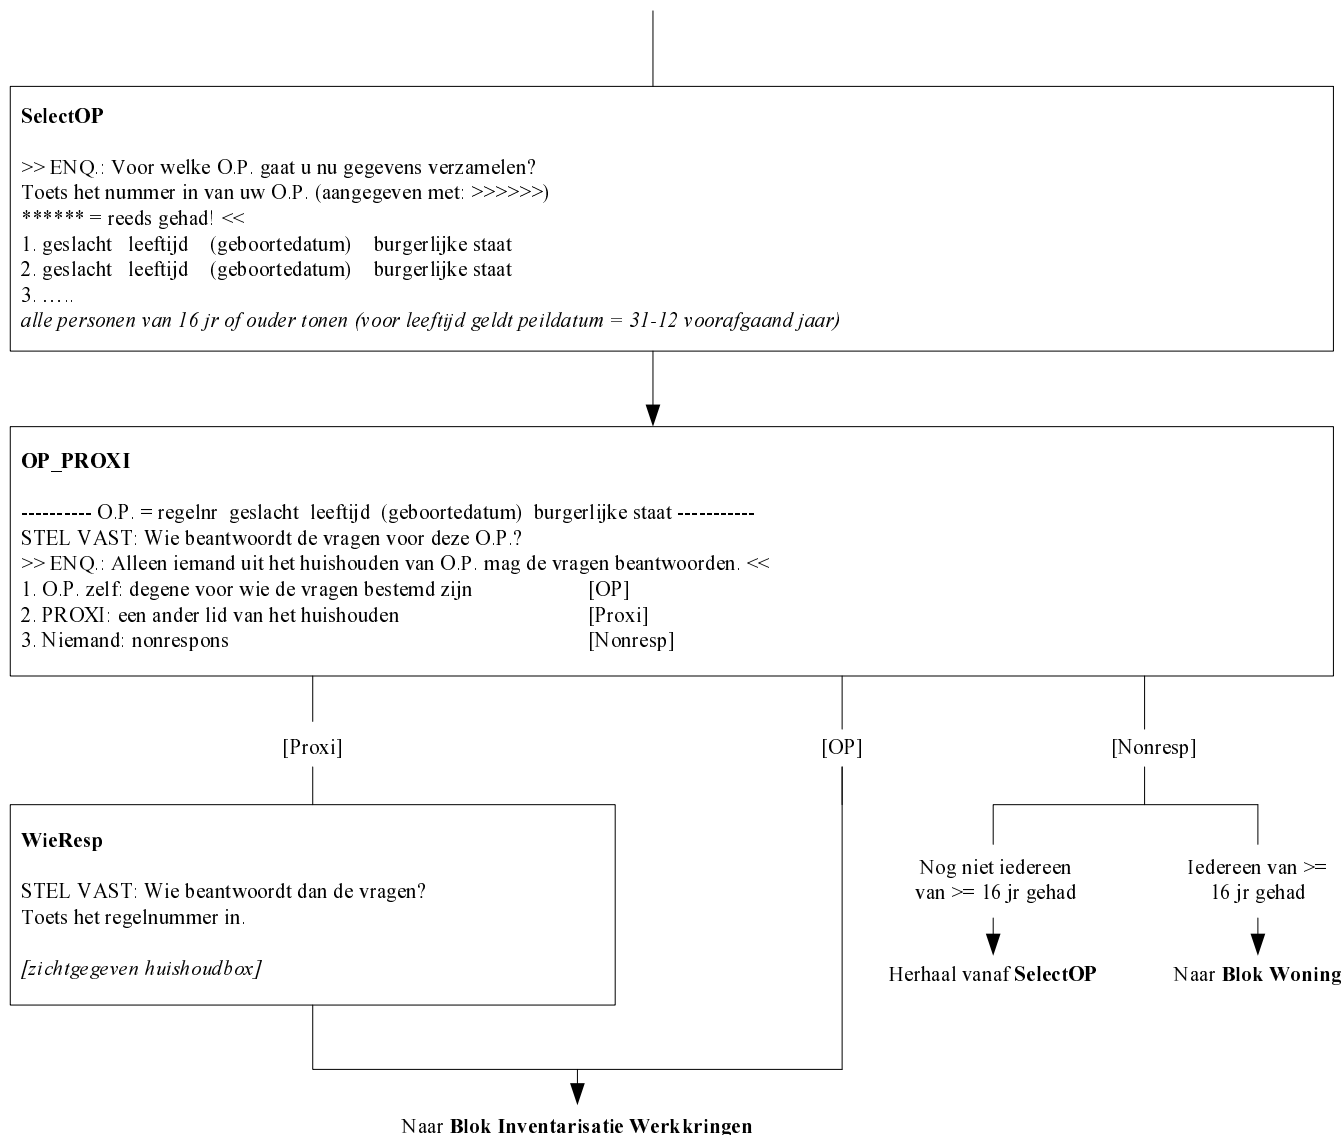 SelectOP
>> ENQ.: Voor welke O.P. gaat u nu gegevens verzamelen?
Toets het nummer in van uw O.P. (aangegeven met: >>>>>>)
****** = reeds gehad! <<
1. geslacht leeftijd (geboortedatum) burgerlijke staat
2. geslacht leeftijd (geboortedatum) burgerlijke staat
3. …..
alle personen van 16 jr of ouder tonen (voor leeftijd geldt peildatum = 31-12 voorafgaand jaar)
OP_PROXI
---------- O.P. = regelnr geslacht leeftijd (geboortedatum) burgerlijke staat -----------
STEL VAST: Wie beantwoordt de vragen voor deze O.P.?
>> ENQ.: Alleen iemand uit het huishouden van O.P. mag de vragen beantwoorden. <<
1. O.P. zelf: degene voor wie de vragen bestemd zijn [OP]
2. PROXI: een ander lid van het huishouden [Proxi]
3. Niemand: nonrespons [Nonresp]
[Proxi] [OP] [Nonresp]
WieResp
STEL VAST: Wie beantwoordt dan de vragen?
Toets het regelnummer in.
[zichtgegeven huishoudbox]
Nog niet iedereen
van >= 16 jr gehad
Iedereen van >=
16 jr gehad
Herhaal vanaf SelectOP
Naar Blok Woning
Naar Blok Inventarisatie Werkkringen